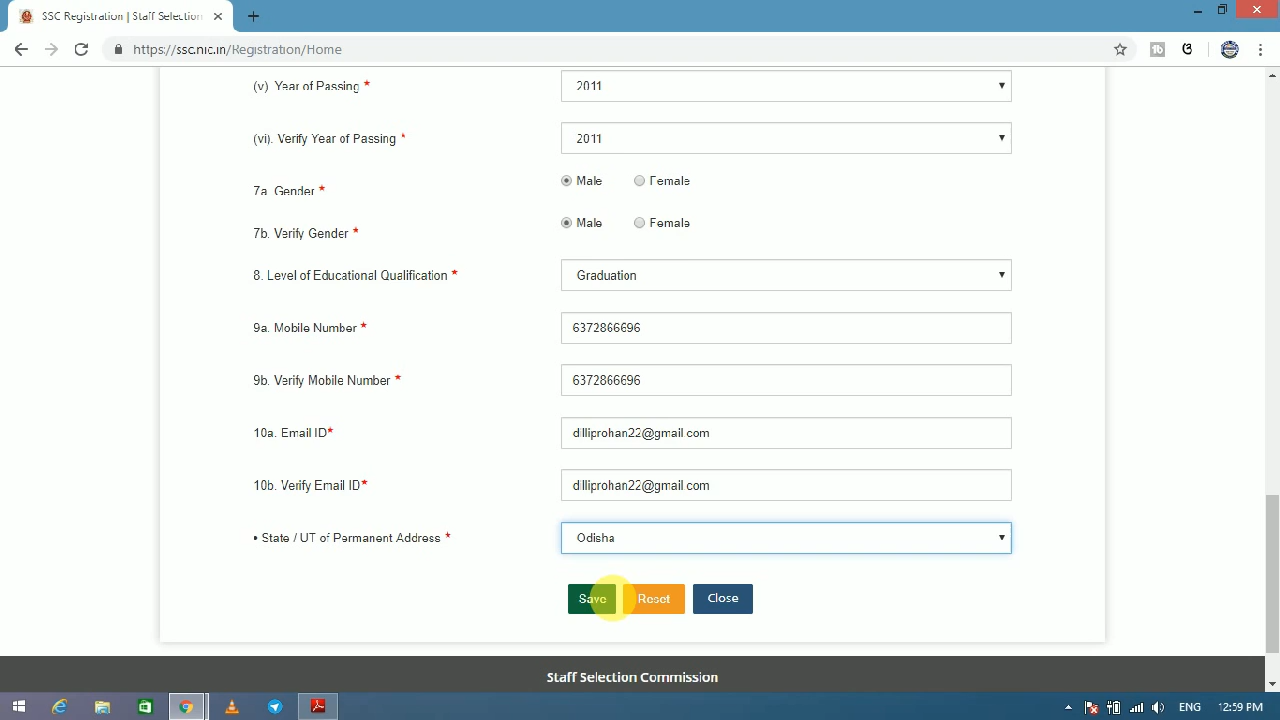 SSC Registration | Staff Selection
https://ssc.nic.in/Registration/Home
(v) Year of Passing * 2011
(vi). Verify Year of Passing * 2011
7a. Gender * Male Female
7b. Verify Gender * Male Female
8. Level of Educational Qualification * Graduation
9a. Mobile Number * 6372866696
9b. Verify Mobile Number * 6372866696
10a. Email ID* dilliprohan22@gmail.com
10b. Verify Email ID* dilliprohan22@gmail.com
• State / UT of Permanent Address * Odisha
Save Reset Close
Staff Selection Commission
ENG 12:59 PM